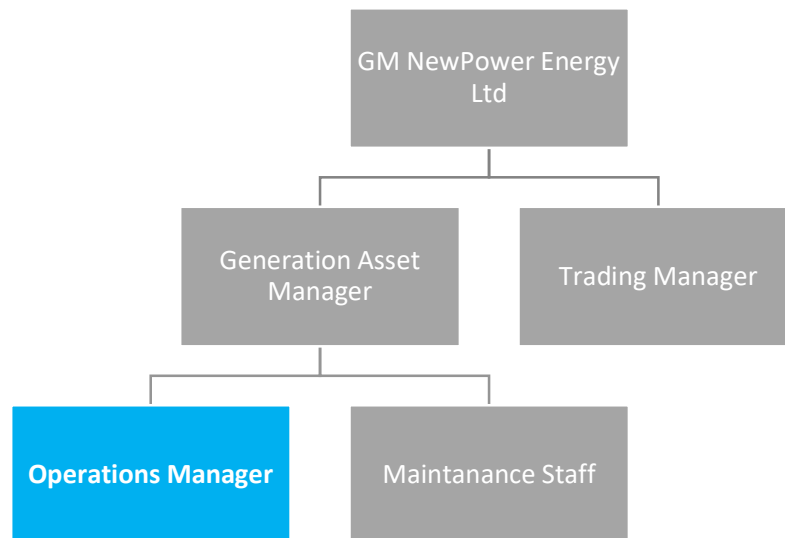 GM NewPower Energy
Ltd
Generation Asset
Manager
Trading Manager
Operations Manager
Maintanance Staff